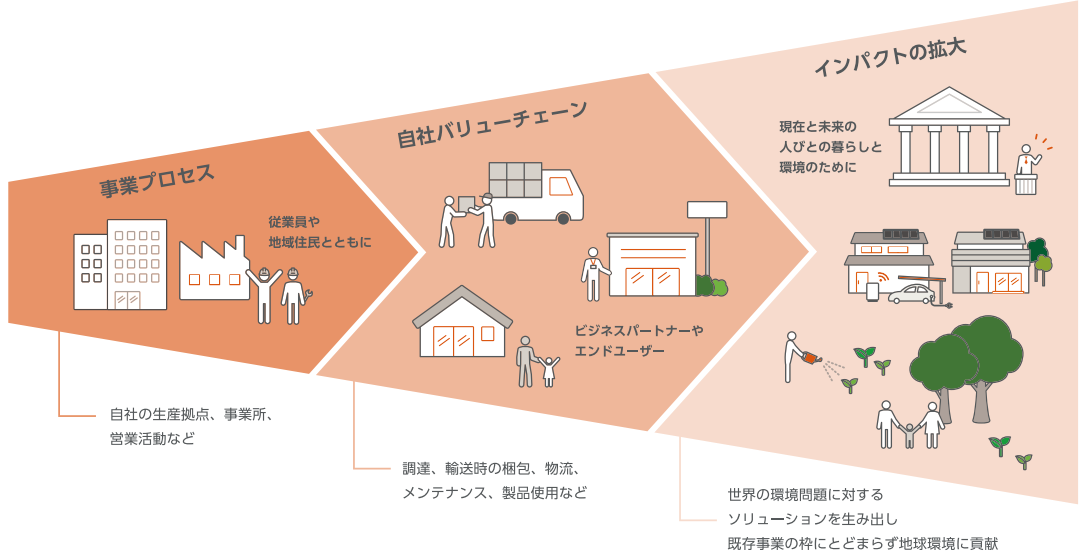 事業プロセス
従業員や
地域住民とともに
自社の生産拠点、事業所、
営業活動など
自社バリューチェーン
ビジネスパートナーや
エンドユーザー
調達、輸送時の梱包、物流、
メンテナンス、製品使用など
インパクトの拡大
現在と未来の
人びとの暮らしと
環境のために
世界の環境問題に対する
ソリューションを生み出し
既存事業の枠にとどまらず地球環境に貢献